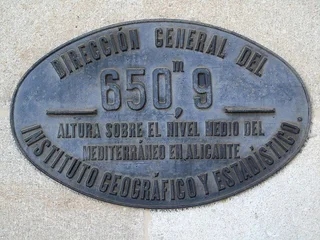 DIRECCIÓN GENERAL DEL
650,9 m
ALTURA SOBRE EL NIVEL MEDIO DEL
MEDITERRÁNEO EN ALICANTE
INSTITUTO GEOGRÁFICO Y ESTADÍSTICO.